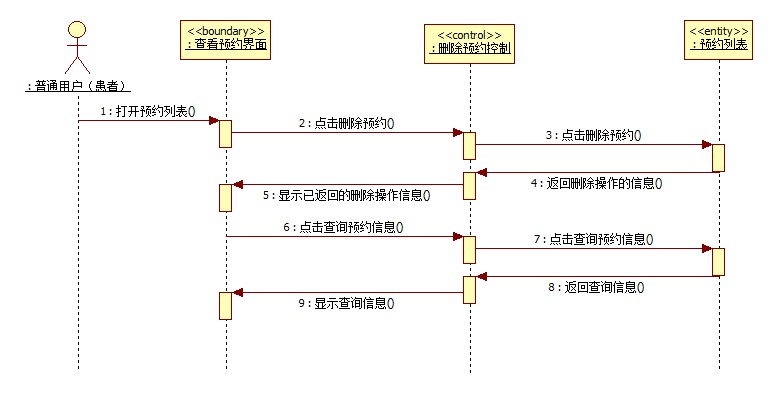 <<boundary>>
: 查看预约界面
<<control>>
: 删除预约控制
<<entity>>
: 预约列表
: 普通用户（患者）
1 : 打开预约列表()
2 : 点击删除预约()
3 : 点击删除预约()
4 : 返回删除操作的信息()
5 : 显示已返回的删除操作信息()
6 : 点击查询预约信息()
7 : 点击查询预约信息()
8 : 返回查询信息()
9 : 显示查询信息()